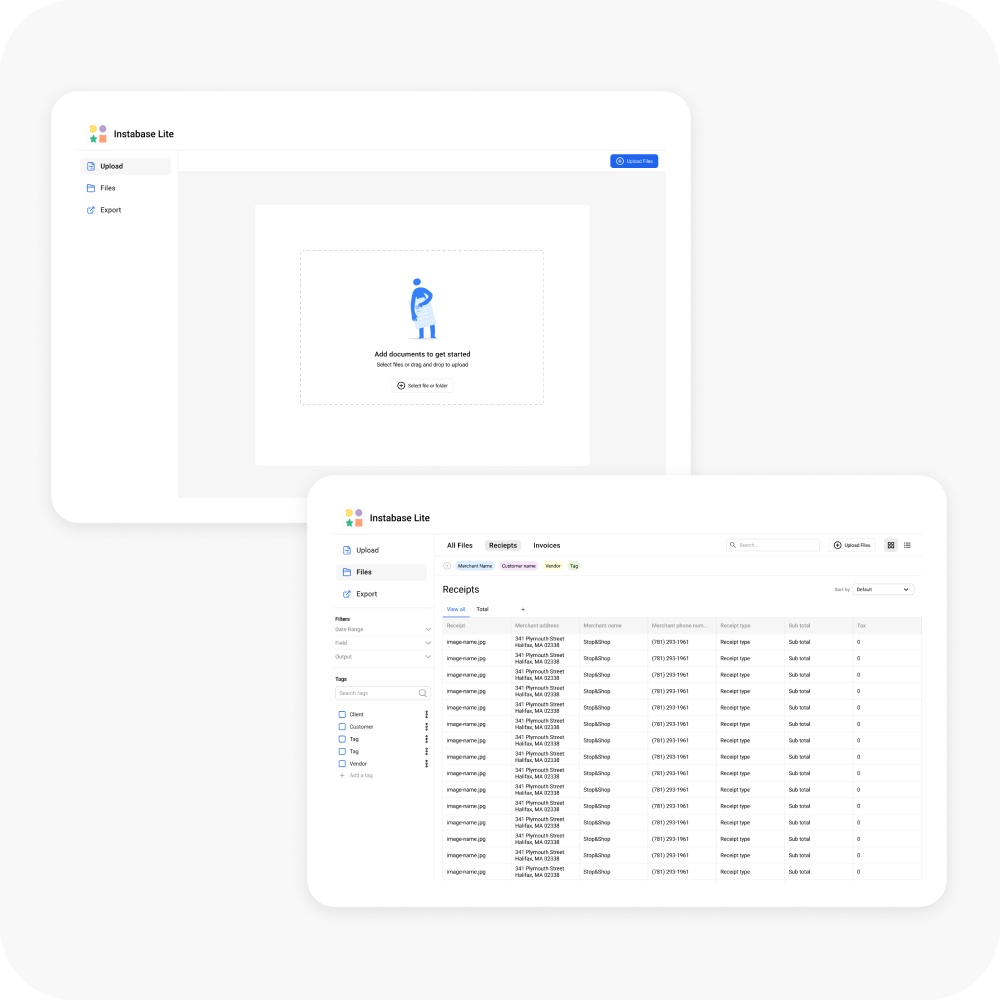 Instabase Lite
Upload
Upload Files
Files
Export
Add documents to get started
Select files or drag and drop to upload
Select file or folder
Instabase Lite
Upload
Files
Export
Filters
Date Range
Field
Output
Tags
Search tags
Client
Customer
Tag
Tag
Vendor
Add a tag
All Files Reciepts Invoices Search... Upload Files
Merchant Name Customer name Vendor Tag
Receipts Sort by Default
View all Total +
Receipt Merchant address Merchant name Merchant phone num... Receipt type Sub total Tax
image-name.jpg 341 Plymouth Street Stop&Shop (781) 293-1961 Receipt type Sub total 0
Halifax, MA 02338
image-name.jpg 341 Plymouth Street Stop&Shop (781) 293-1961 Receipt type Sub total 0
Halifax, MA 02338
image-name.jpg 341 Plymouth Street Stop&Shop (781) 293-1961 Receipt type Sub total 0
Halifax, MA 02338
image-name.jpg 341 Plymouth Street Stop&Shop (781) 293-1961 Receipt type Sub total 0
Halifax, MA 02338
image-name.jpg 341 Plymouth Street Stop&Shop (781) 293-1961 Receipt type Sub total 0
Halifax, MA 02338
image-name.jpg 341 Plymouth Street Stop&Shop (781) 293-1961 Receipt type Sub total 0
Halifax, MA 02338
image-name.jpg 341 Plymouth Street Stop&Shop (781) 293-1961 Receipt type Sub total 0
Halifax, MA 02338
image-name.jpg 341 Plymouth Street Stop&Shop (781) 293-1961 Receipt type Sub total 0
Halifax, MA 02338
image-name.jpg 341 Plymouth Street Stop&Shop (781) 293-1961 Receipt type Sub total 0
Halifax, MA 02338
image-name.jpg 341 Plymouth Street Stop&Shop (781) 293-1961 Receipt type Sub total 0
Halifax, MA 02338
image-name.jpg 341 Plymouth Street Stop&Shop (781) 293-1961 Receipt type Sub total 0
Halifax, MA 02338
image-name.jpg 341 Plymouth Street Stop&Shop (781) 293-1961 Receipt type Sub total 0
Halifax, MA 02338
image-name.jpg 341 Plymouth Street Stop&Shop (781) 293-1961 Receipt type Sub total 0
Halifax, MA 02338
image-name.jpg 341 Plymouth Street Stop&Shop (781) 293-1961 Receipt type Sub total 0
Halifax, MA 02338
image-name.jpg 341 Plymouth Street Stop&Shop (781) 293-1961 Receipt type Sub total 0
Halifax, MA 02338